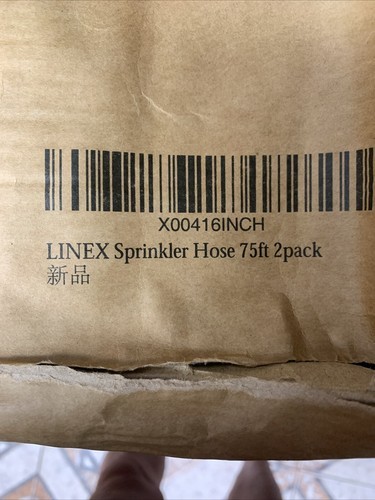 X00416INCH
LINEX Sprinkler Hose 75ft 2pack
新品